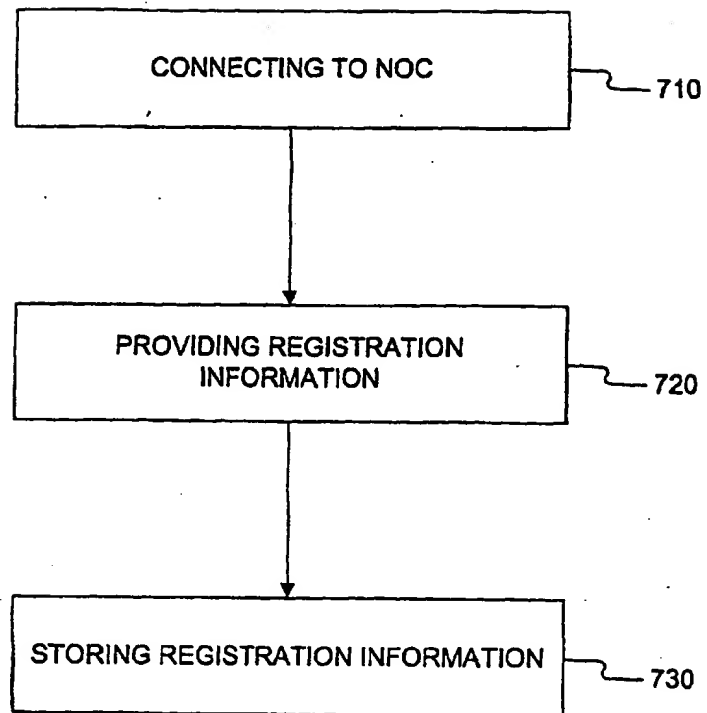 CONNECTING TO NOC
710
PROVIDING REGISTRATION
INFORMATION
720
STORING REGISTRATION INFORMATION
730